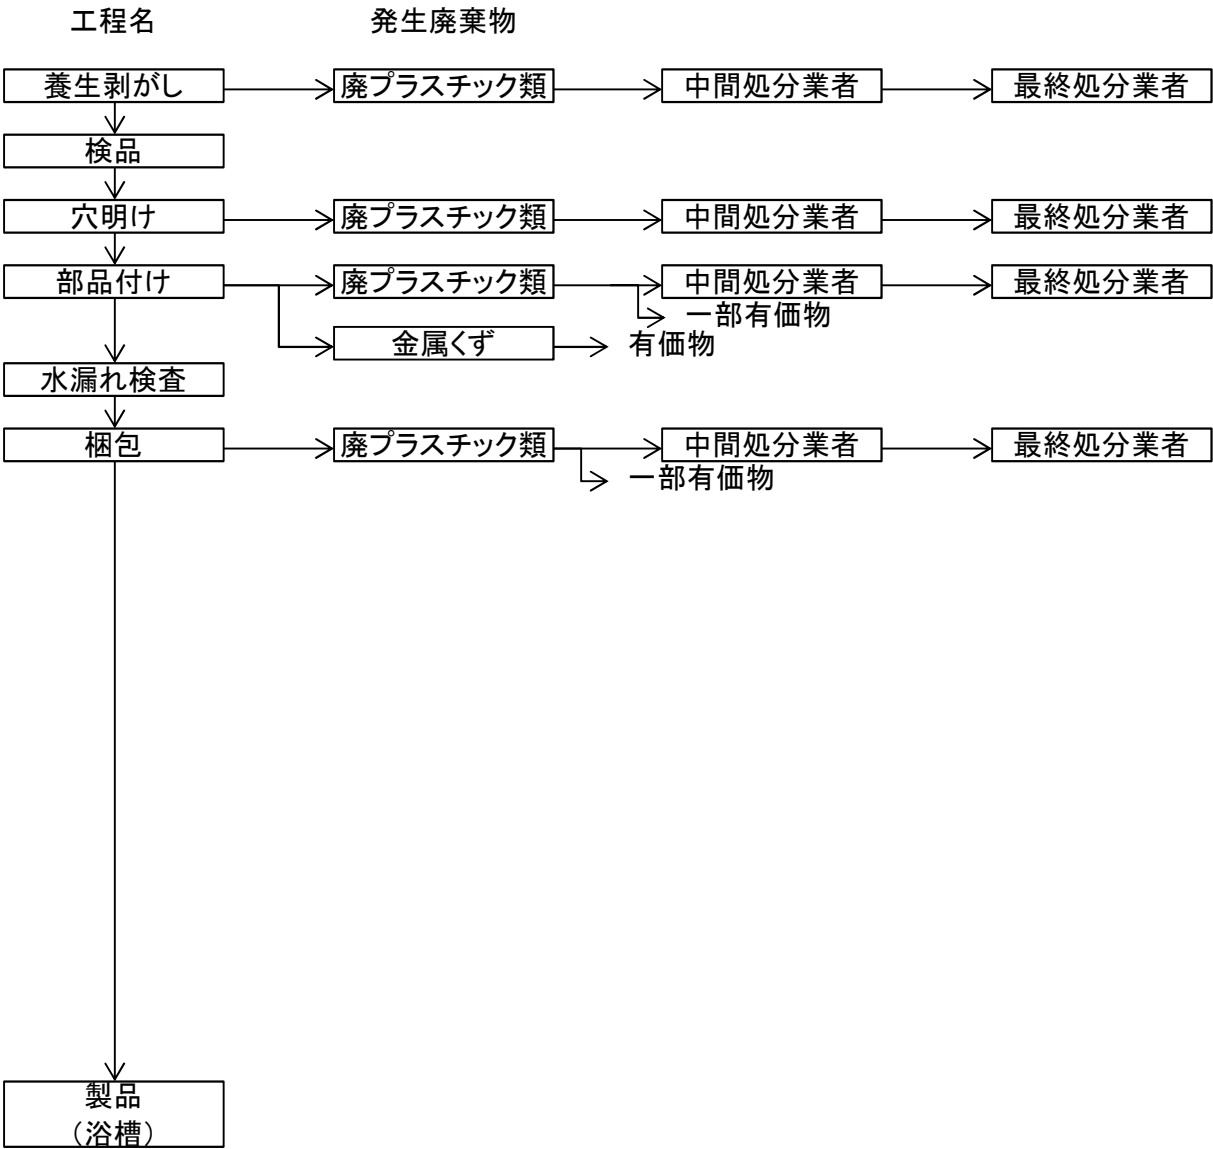 工程名 発生廃棄物
養生剥がし 廃プラスチック類 中間処分業者 最終処分業者
検品
穴明け 廃プラスチック類 中間処分業者 最終処分業者
部品付け 廃プラスチック類 中間処分業者 最終処分業者
一部有価物
金属くず 有価物
水漏れ検査
梱包 廃プラスチック類 中間処分業者 最終処分業者
一部有価物
製品
（浴槽）